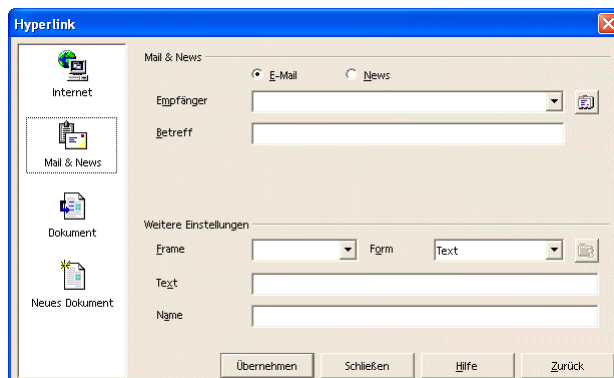 Hyperlink
Internet
Mail & News
Dokument
Neues Dokument
Mail & News
E-Mail News
Empfänger
Betreff
Weitere Einstellungen
Frame Form Text
Text
Name
Übernehmen Schließen Hilfe Zurück